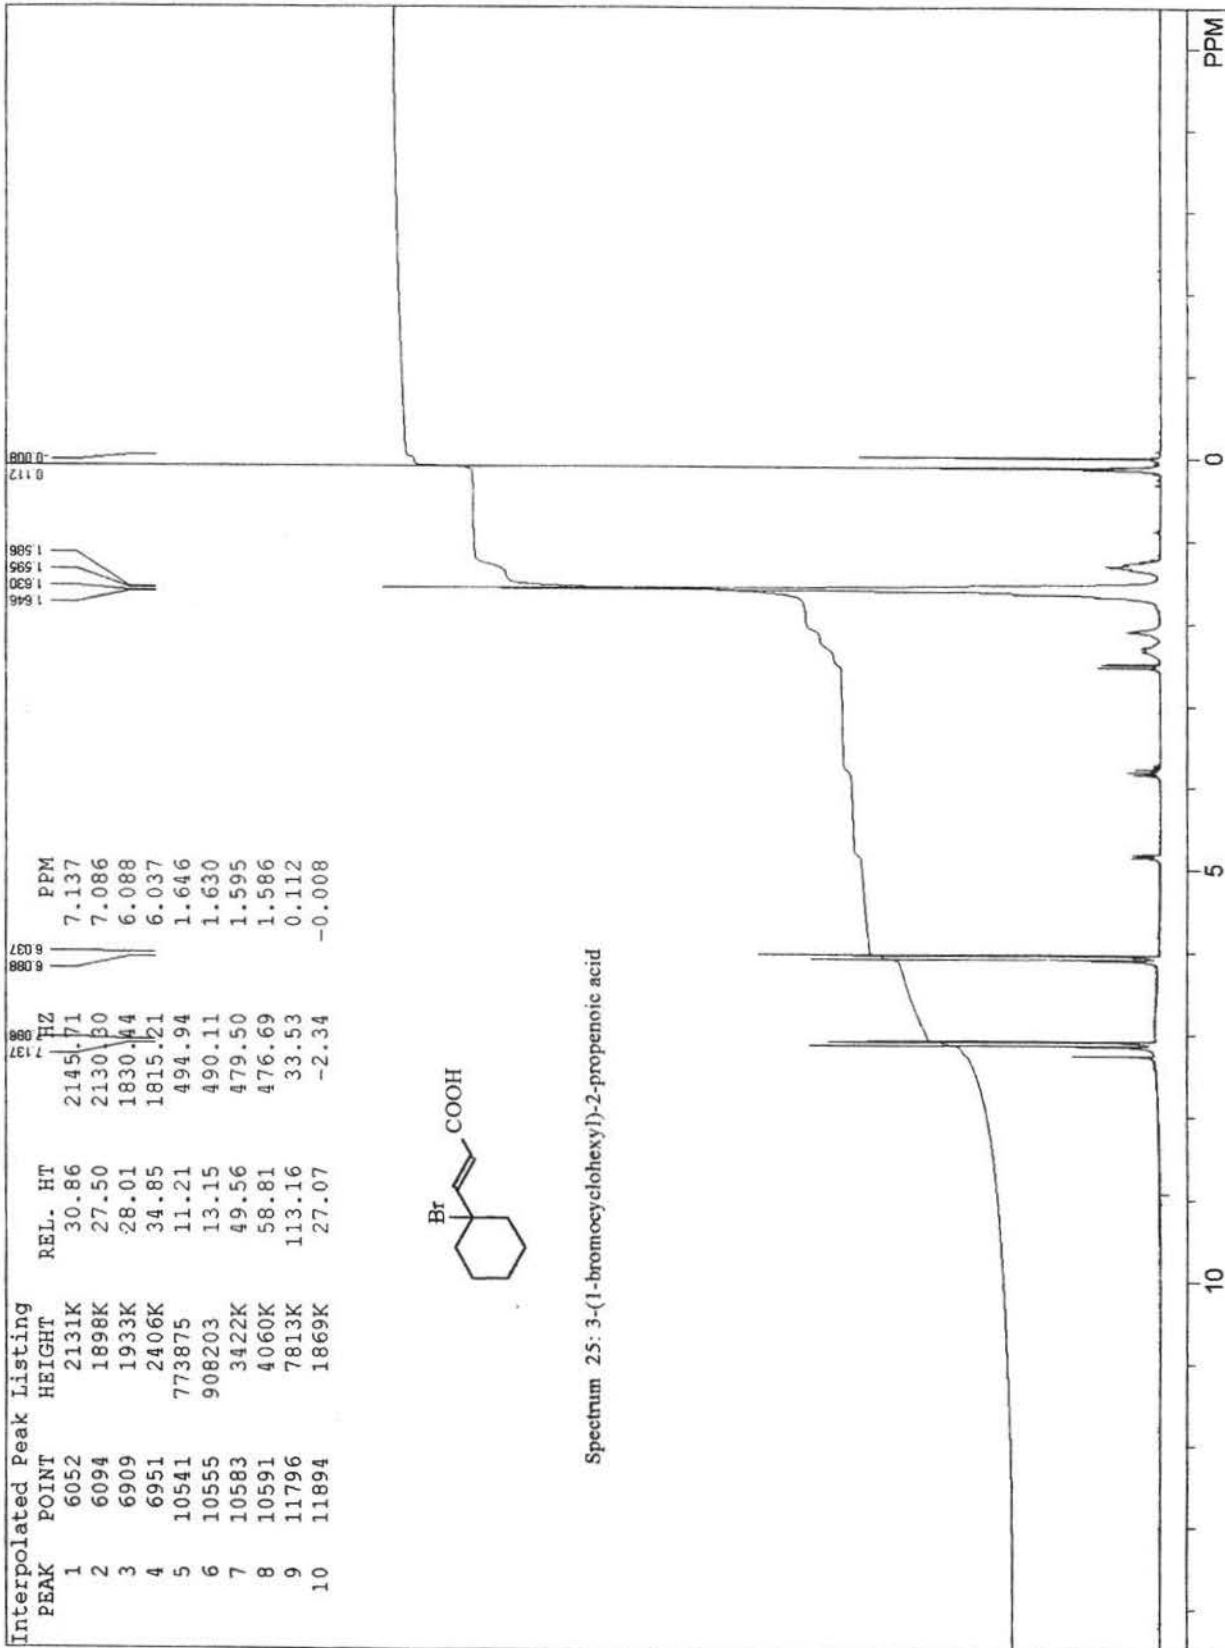 Interpolated Peak Listing
PEAK POINT HEIGHT REL. HT HZ PPM
1 6052 2131K 30.86 2145.71 7.137
2 6094 1898K 27.50 2130.30 7.086
3 6909 1933K 28.01 1830.44 6.088
4 6951 2406K 34.85 1815.21 6.037
5 10541 773875 11.21 494.94 1.646
6 10555 908203 13.15 490.11 1.630
7 10583 3422K 49.56 479.50 1.595
8 10591 4060K 58.81 476.69 1.586
9 11796 7813K 113.16 33.53 0.112
10 11894 1869K 27.07 -2.34 -0.008
7.137
7.086
6.088
6.037
1.646
1.630
1.595
1.586
0.112
-0.008
Br
COOH
Spectrum 25: 3-(1-bromocyclohexyl)-2-propenoic acid
10 5 0 PPM